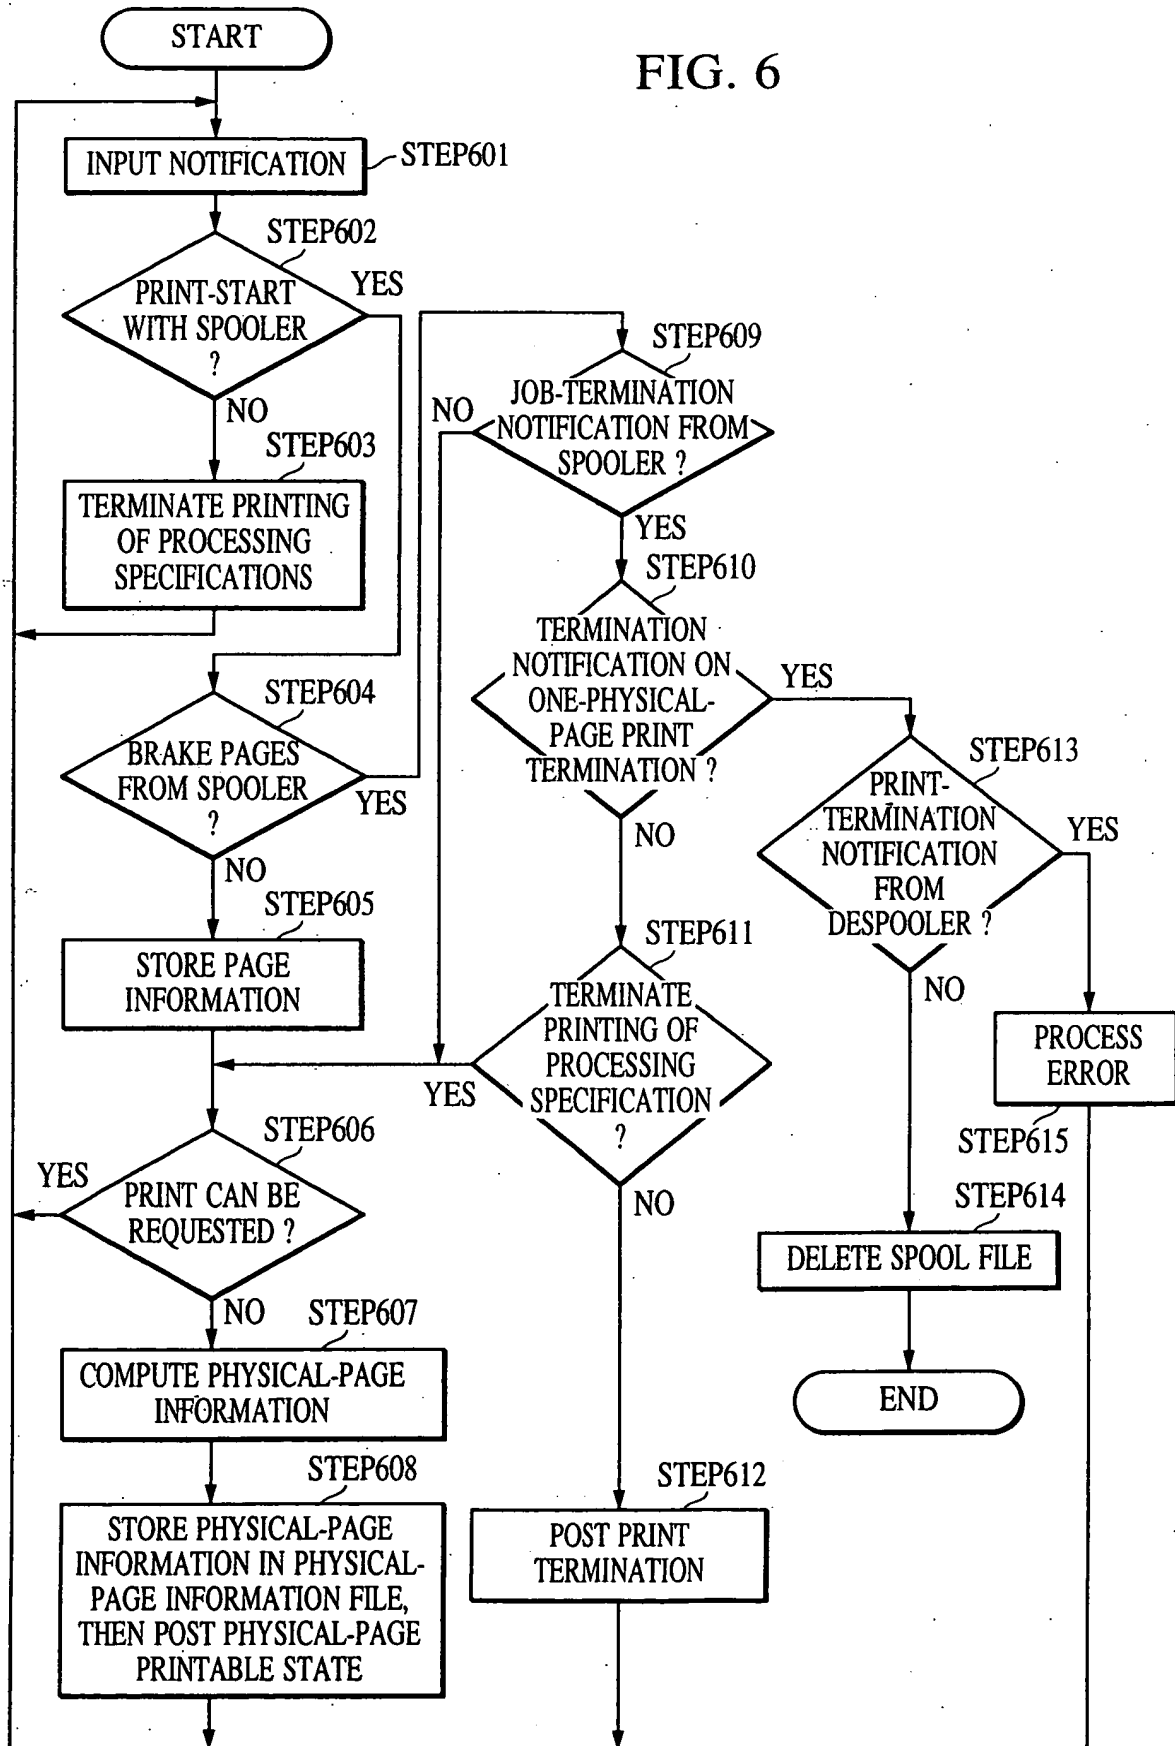 START
FIG. 6
INPUT NOTIFICATION
STEP601
STEP602
PRINT-START
WITH SPOOLER
?
YES
NO
STEP603
TERMINATE PRINTING
OF PROCESSING
SPECIFICATIONS
STEP604
BRAKE PAGES
FROM SPOOLER
?
YES
NO
STEP605
STORE PAGE
INFORMATION
STEP606
YES
PRINT CAN BE
REQUESTED ?
NO
STEP607
COMPUTE PHYSICAL-PAGE
INFORMATION
STEP608
STORE PHYSICAL-PAGE
INFORMATION IN PHYSICAL-
PAGE INFORMATION FILE,
THEN POST PHYSICAL-PAGE
PRINTABLE STATE
STEP609
JOB-TERMINATION
NOTIFICATION FROM
SPOOLER ?
NO
YES
STEP610
TERMINATION
NOTIFICATION ON
ONE-PHYSICAL-
PAGE PRINT
TERMINATION ?
YES
NO
STEP611
TERMINATE
PRINTING OF
PROCESSING
SPECIFICATION
?
YES
NO
STEP612
POST PRINT
TERMINATION
STEP613
PRINT-
TERMINATION
NOTIFICATION
FROM
DESPOOLER ?
YES
NO
PROCESS
ERROR
STEP615
STEP614
DELETE SPOOL FILE
END